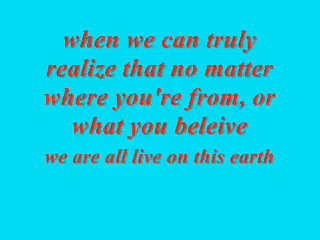 when we can truly
realize that no matter
where you're from, or
what you beleive
we are all live on this earth